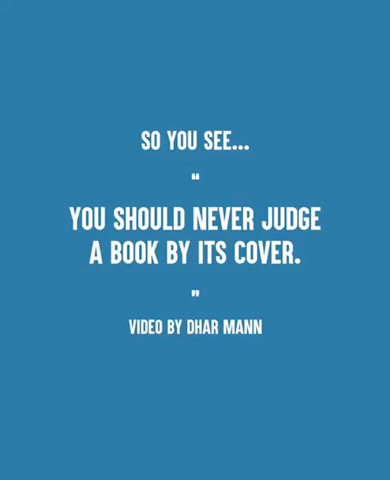 SO YOU SEE...
"
YOU SHOULD NEVER JUDGE
A BOOK BY ITS COVER.
"
VIDEO BY DHAR MANN